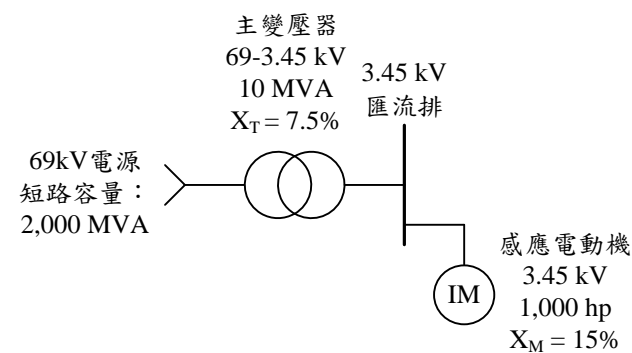 主變壓器
69-3.45 kV
10 MVA
X_T = 7.5%
3.45 kV
匯流排
69kV電源
短路容量：
2,000 MVA
感應電動機
3.45 kV
1,000 hp
X_M = 15%
IM